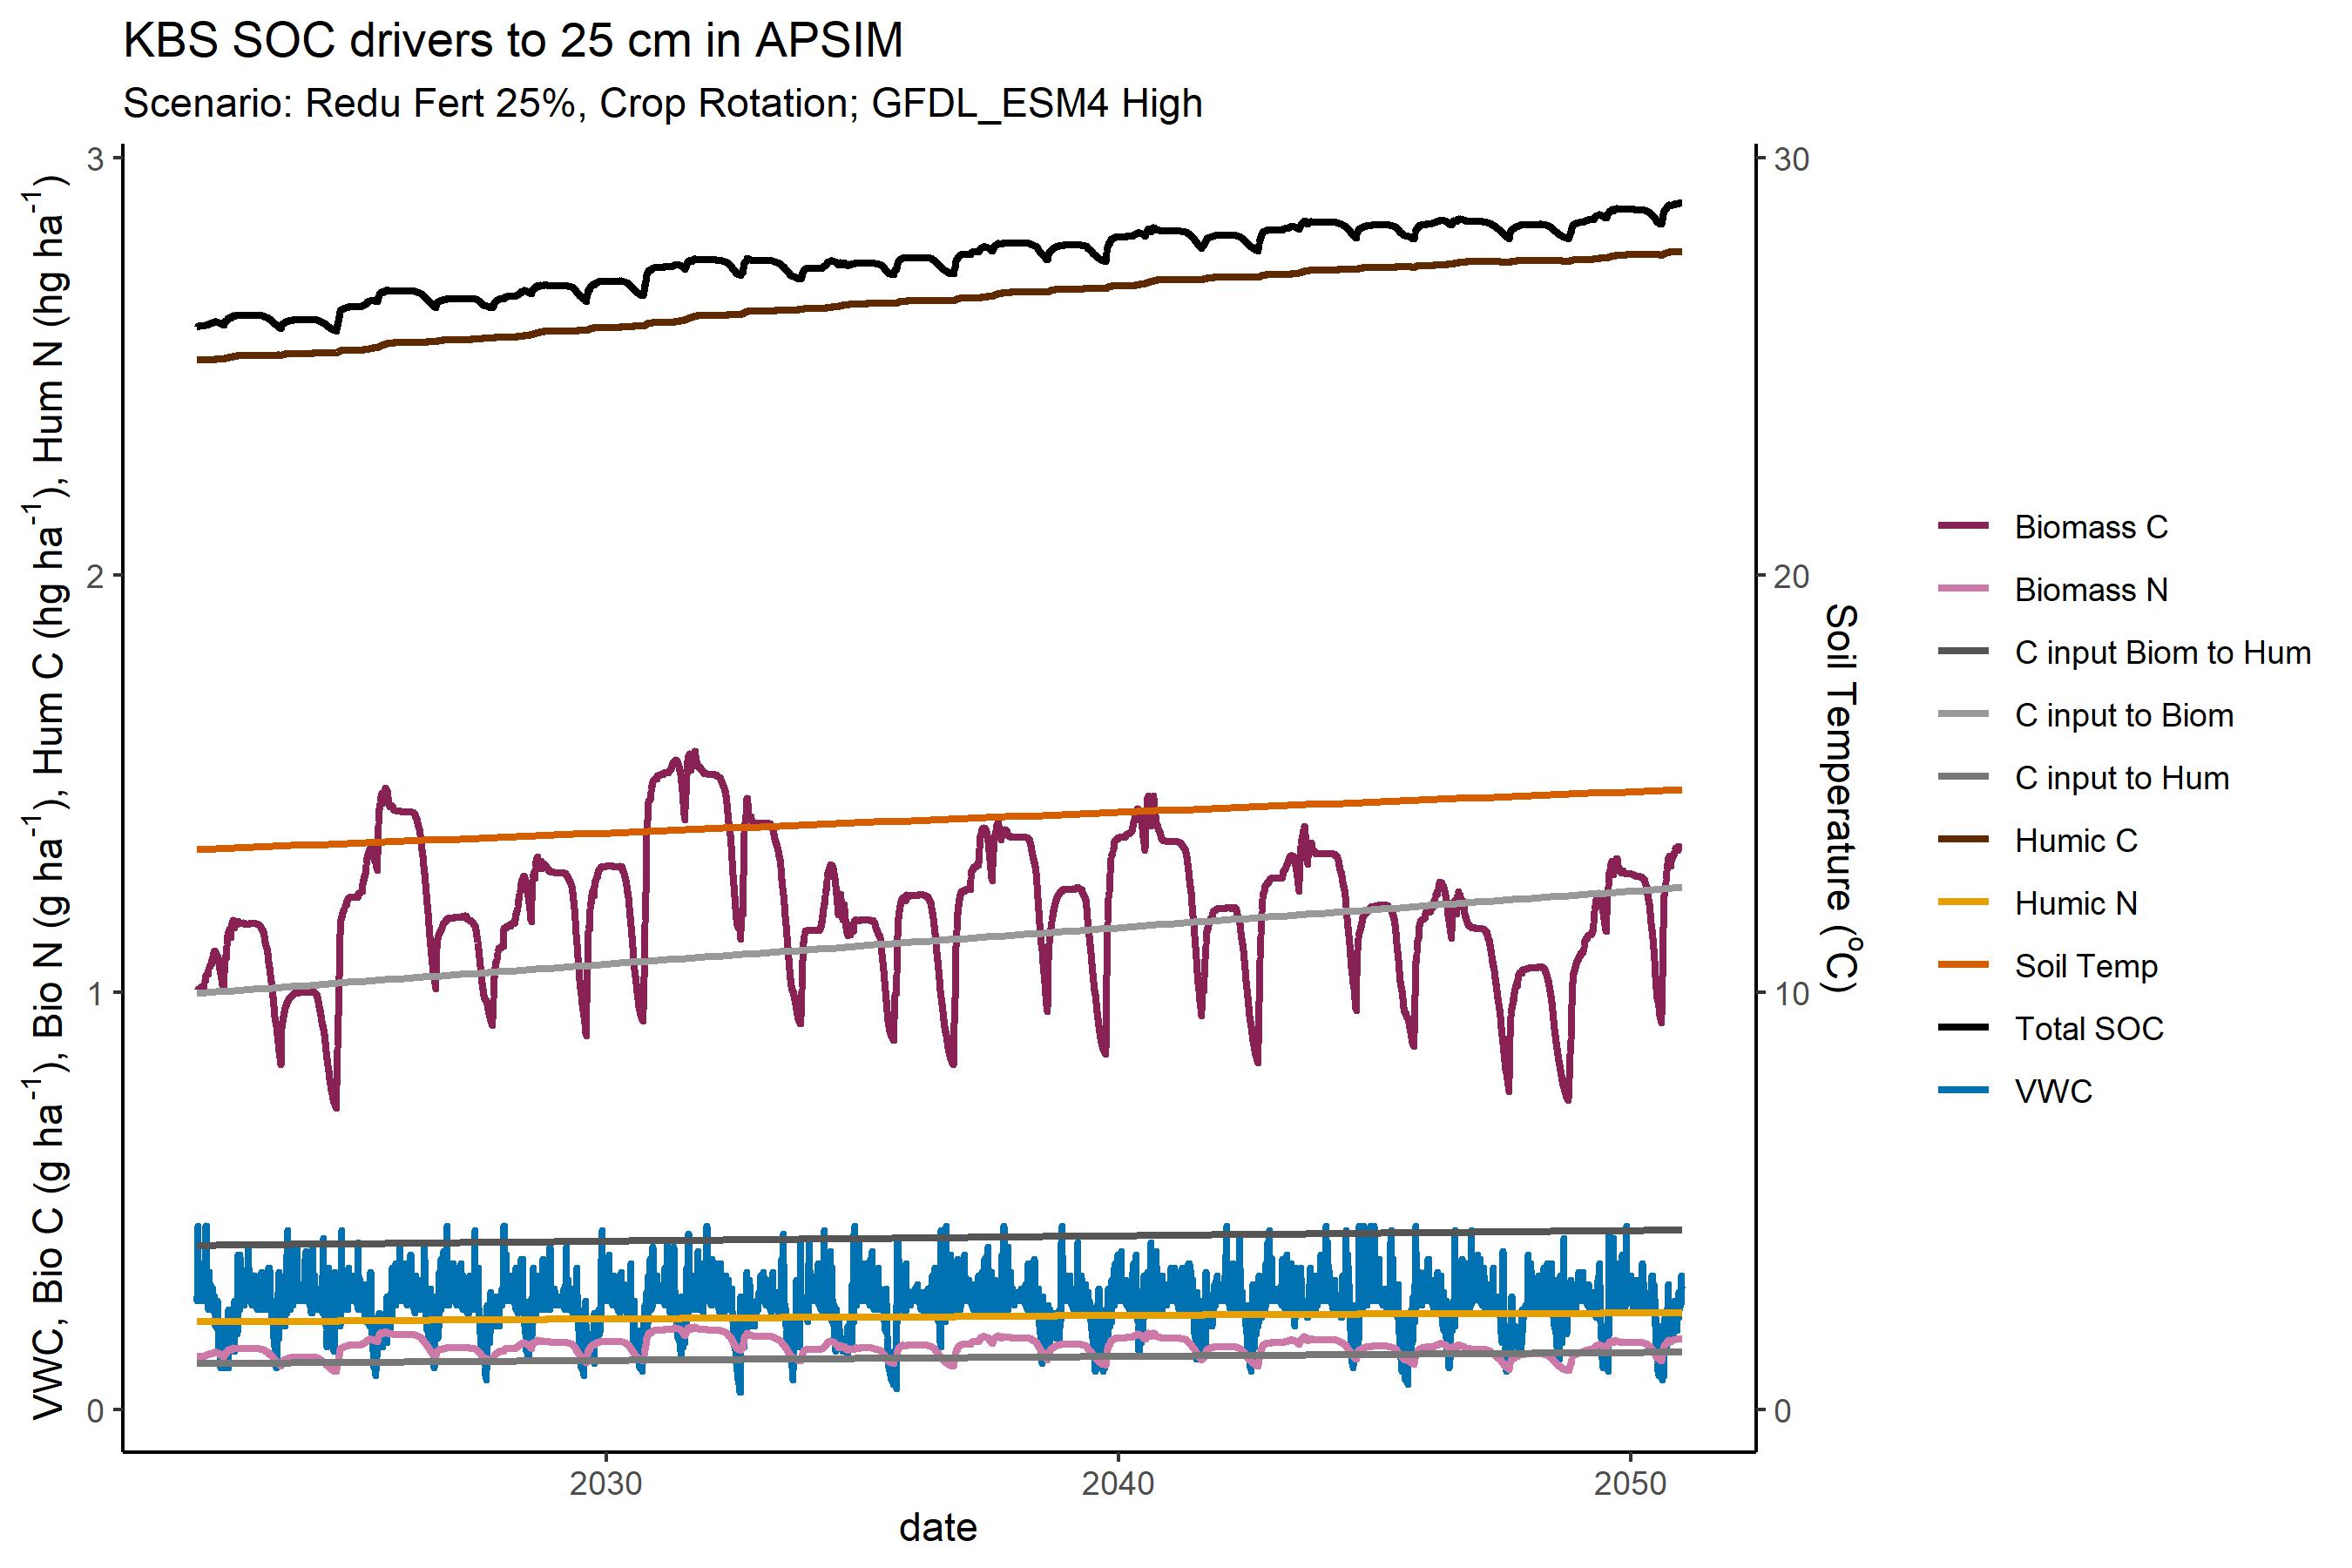 KBS SOC drivers to 25 cm in APSIM
Scenario: Redu Fert 25%, Crop Rotation; GFDL_ESM4 High
VWC, Bio C (g ha⁻¹), Bio N (g ha⁻¹), Hum C (hg ha⁻¹), Hum N (hg ha⁻¹)
3
2
1
0
30
20
10
0
Soil Temperature (°C)
2030
2040
2050
date
Biomass C
Biomass N
C input Biom to Hum
C input to Biom
C input to Hum
Humic C
Humic N
Soil Temp
Total SOC
VWC